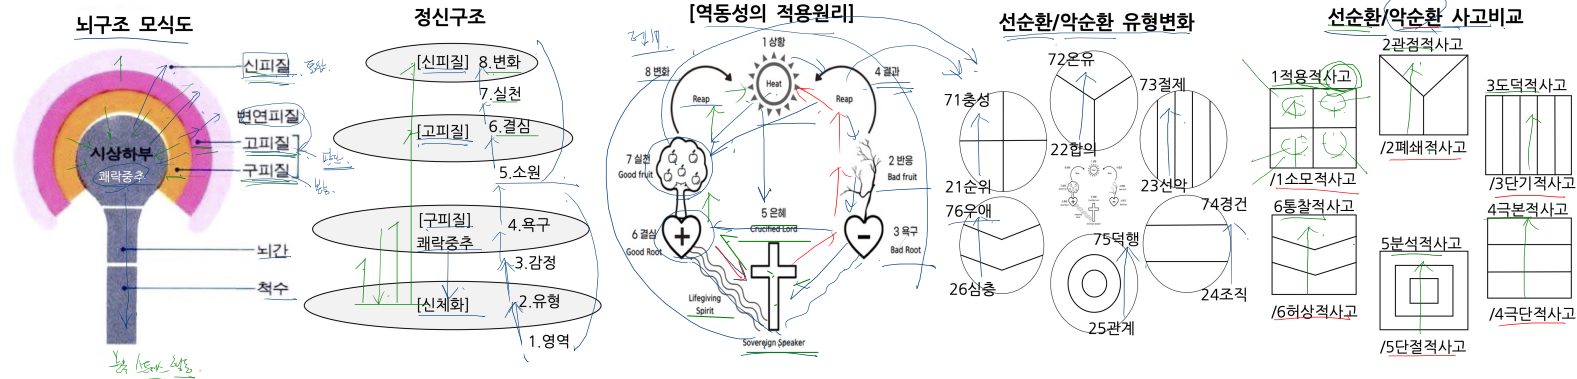 뇌구조 모식도
신피질
변연피질
고피질
구피질
시상하부
쾌락중추
뇌간
척수
정신구조
[신피질] 8.변화
7.실천
[고피질] 6.결심
5.소원
[구피질] 4.욕구
쾌락중추
3.감정
[신체화] 2.유형
1.영역
[역동성의 적용원리]
1 상황
Heat
8 변화
Reap
4 결과
Reap
7 실천
Good fruit
2 반응
Bad fruit
5 은혜
Crucified Lord
6 결심
Good Root
3 욕구
Bad Root
Lifegiving
Spirit
Sovereign Speaker
선순환/악순환 유형변화
72온유
71충성
73절제
22합의
21순위
23선악
76우애
74경건
75덕행
26심층
24조직
25관계
선순환/악순환 사고비교
2관점적사고
1적용적사고
3도덕적사고
/2폐쇄적사고
/1소모적사고
/3단기적사고
6통찰적사고
4극본적사고
5분석적사고
/6허상적사고
/4극단적사고
/5단절적사고